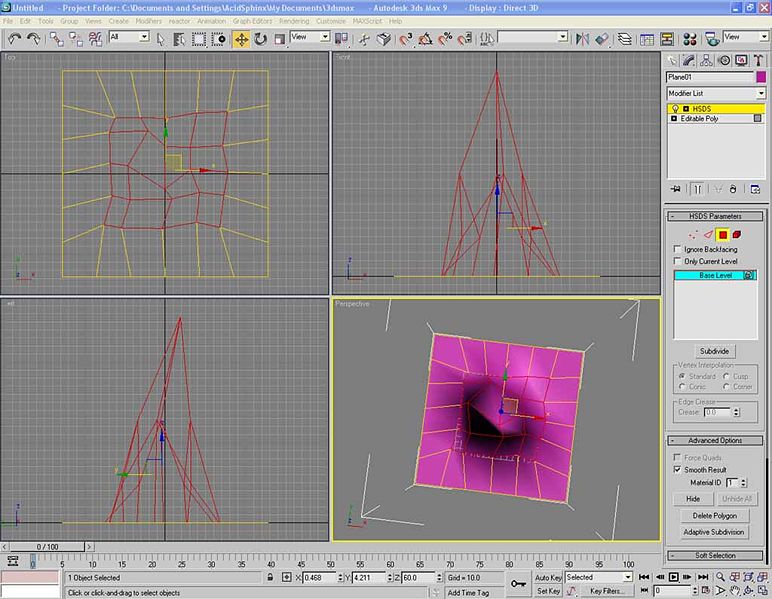 Untitled - Project Folder: C:\Documents and Settings\AcidSphinx\My Documents\3dsmax - Autodesk 3ds Max 9 - Display : Direct 3D
File Edit Tools Group Views Create Modifiers reactor Animation Graph Editors Rendering Customize MAXScript Help
All View 3 View
Top
Front
Left
Perspective
Plane01
Modifier List
HSDS
Editable Poly
HSDS Parameters
Ignore Backfacing
Only Current Level
Base Level
Subdivide
Vertex Interpolation
Standard Cusp
Conic Corner
Edge Crease
Crease: 0.0
Advanced Options
Force Quads
Smooth Result
Material ID 1
Hide Unhide All
Delete Polygon
Adaptive Subdivision
Soft Selection
0 / 100
0 5 10 15 20 25 30 35 40 45 50 55 60 65 70 75 80 85 90 95 100
1 Object Selected X: 0.468 Y: 4.211 Z: 60.0 Grid = 10.0 Auto Key Selected
Click or click-and-drag to select objects Add Time Tag Set Key Key Filters... 0